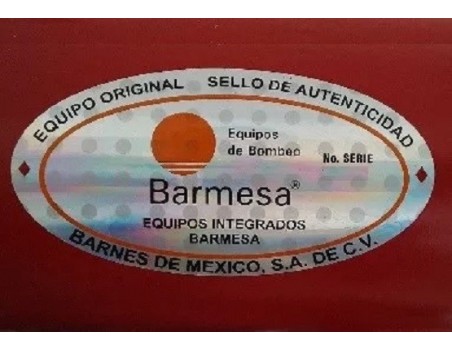 EQUIPO ORIGINAL SELLO DE AUTENTICIDAD
Equipos
de Bombeo
No. SERIE
Barmesa®
EQUIPOS INTEGRADOS
BARMESA
BARNES DE MEXICO, S.A. DE C.V.